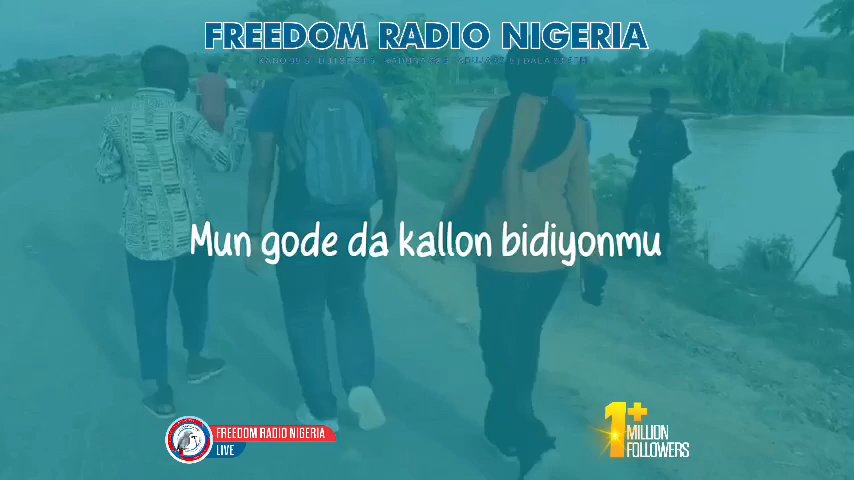 FREEDOM RADIO NIGERIA
Mun gode da kallon bidiyonmu
FREEDOM RADIO NIGERIA
LIVE
1+
MILLION
FOLLOWERS